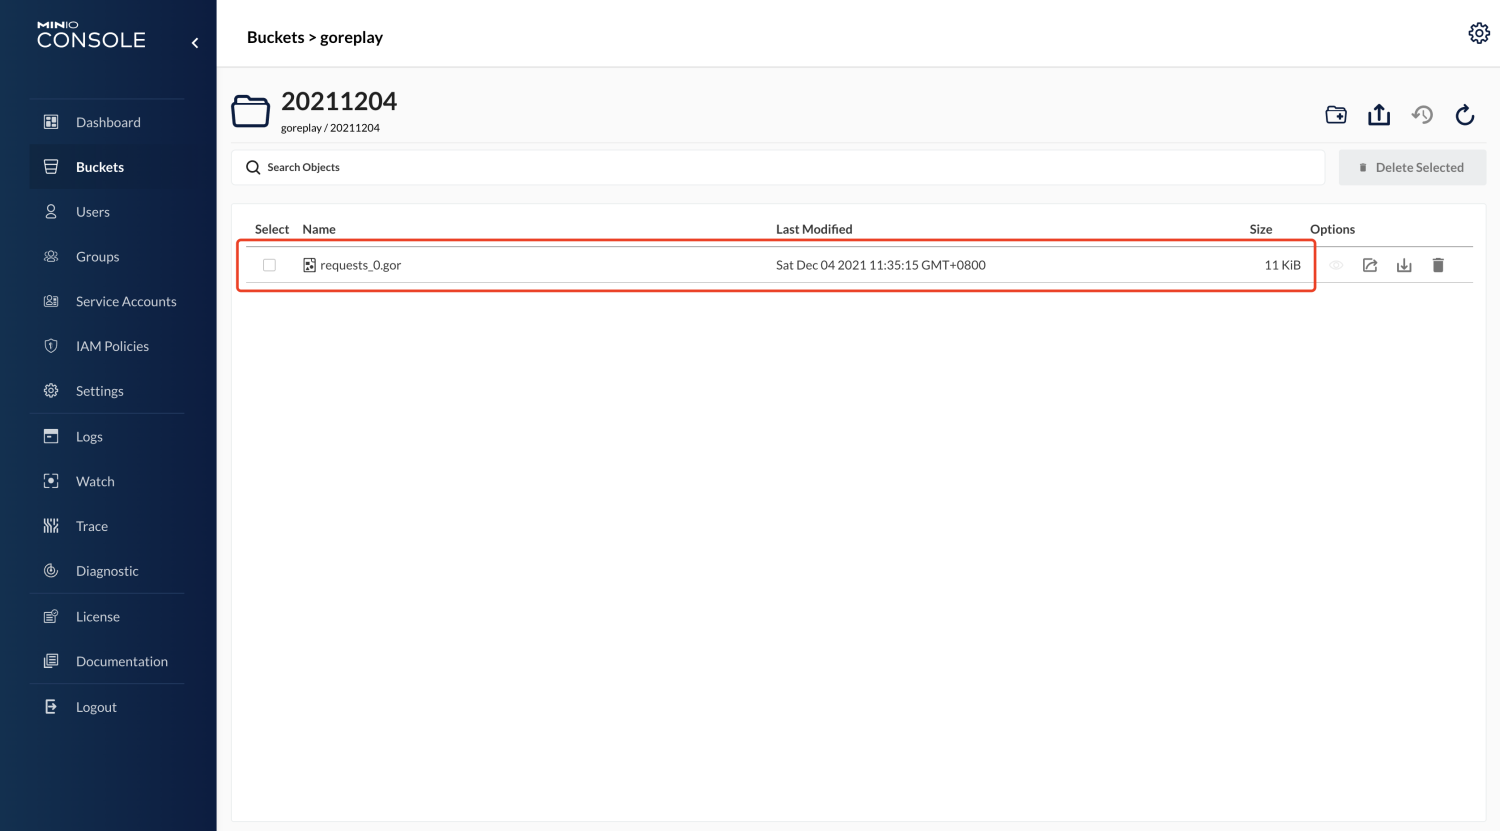 MINIO
CONSOLE
Buckets > goreplay
20211204
goreplay / 20211204
Dashboard
Buckets
Users
Groups
Service Accounts
IAM Policies
Settings
Logs
Watch
Trace
Diagnostic
License
Documentation
Logout
Search Objects
Delete Selected
Select Name Last Modified Size Options
requests_0.gor Sat Dec 04 2021 11:35:15 GMT+0800 11 KiB